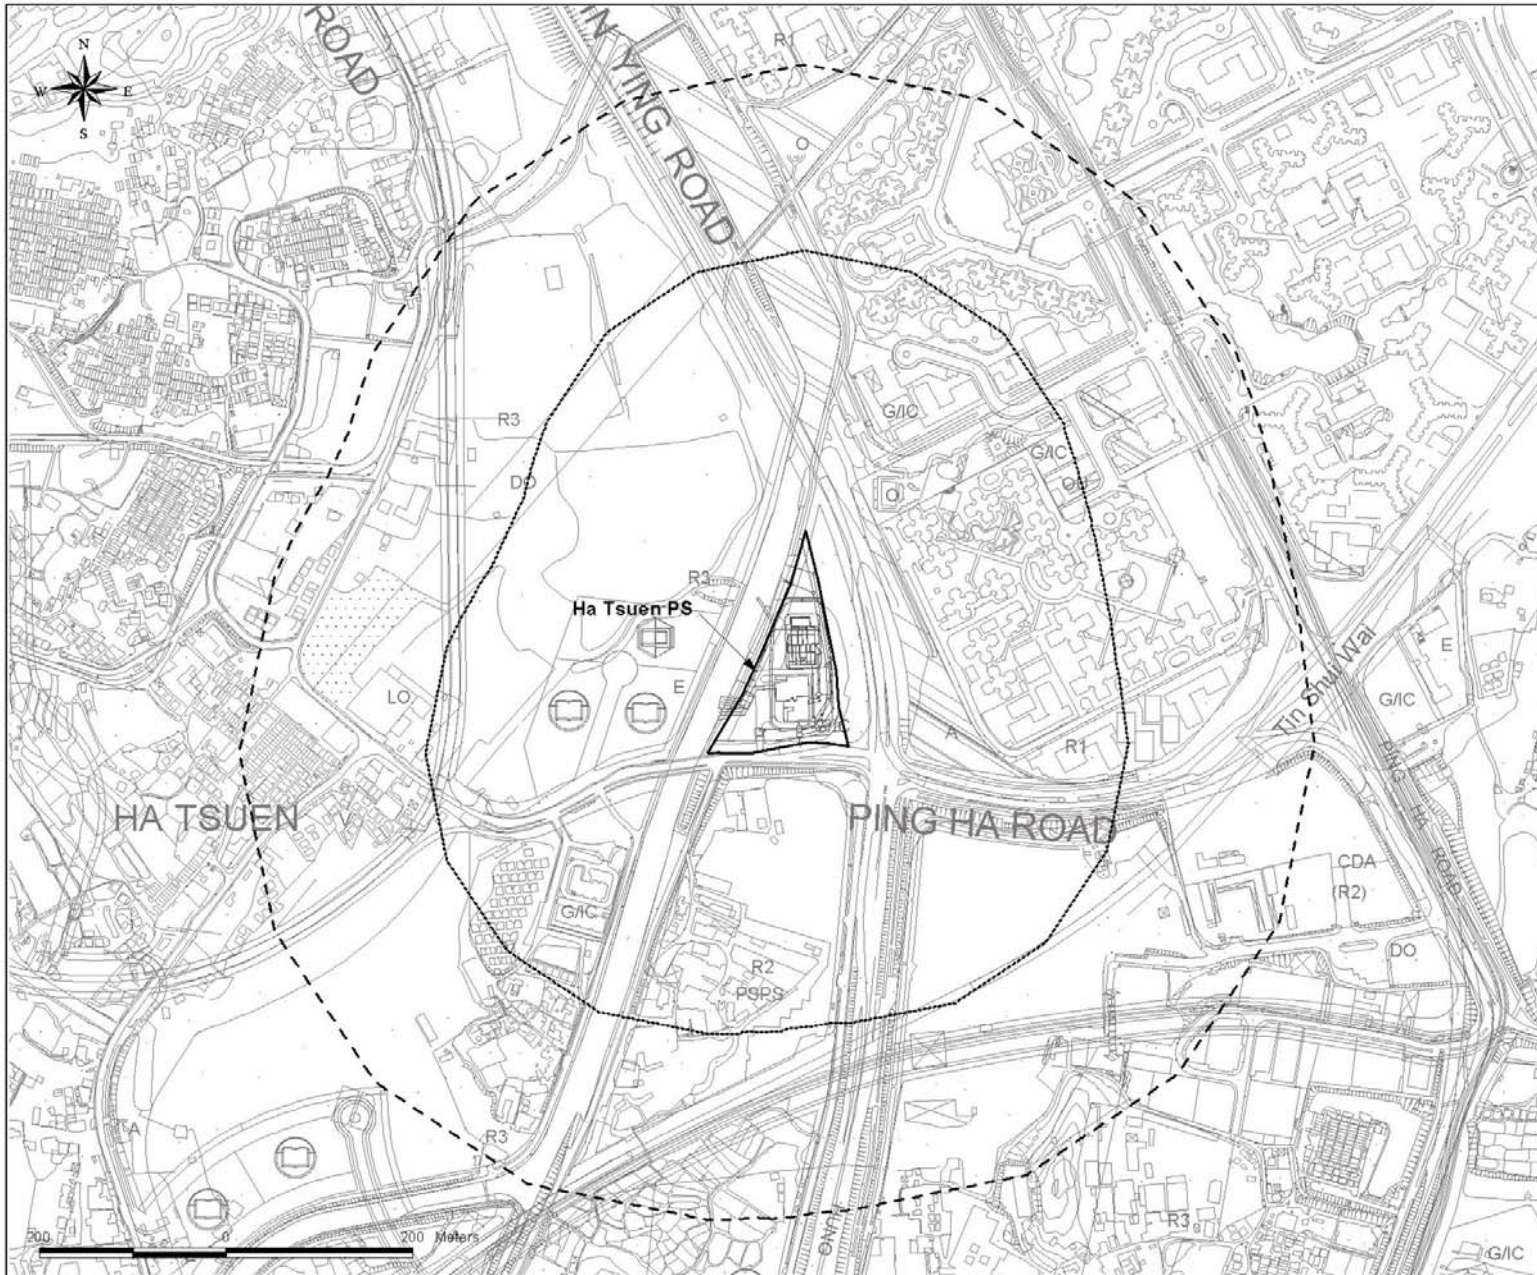 ROAD
IN YING ROAD
R1
N
W
E
S
O
R3
G/IC
G/IC
DO
OU
O
R3
Ha Tsuen PS
E
LO
Tin Shui Wai
E
G/IC
A
R1
V
HA TSUEN
PING HA ROAD
PING HA ROAD
CDA
(R2)
G/IC
DO
R2
PSPS
A
R3
R3
200
0
200 Meters
G/IC